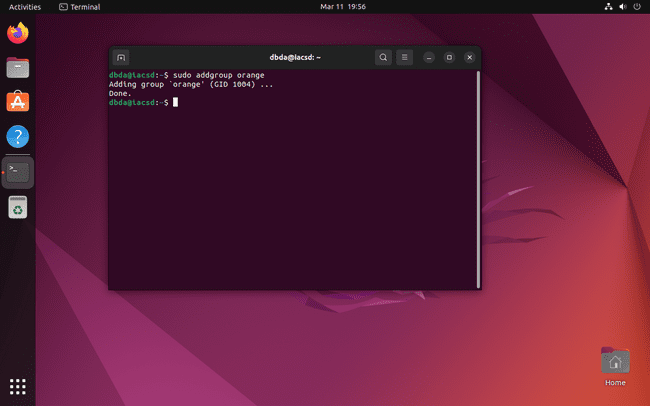 Activities
Terminal
Mar 11 19:56
dbda@iacsd: ~
dbda@iacsd:~$ sudo addgroup orange
Adding group `orange' (GID 1004) ...
Done.
dbda@iacsd:~$
Home